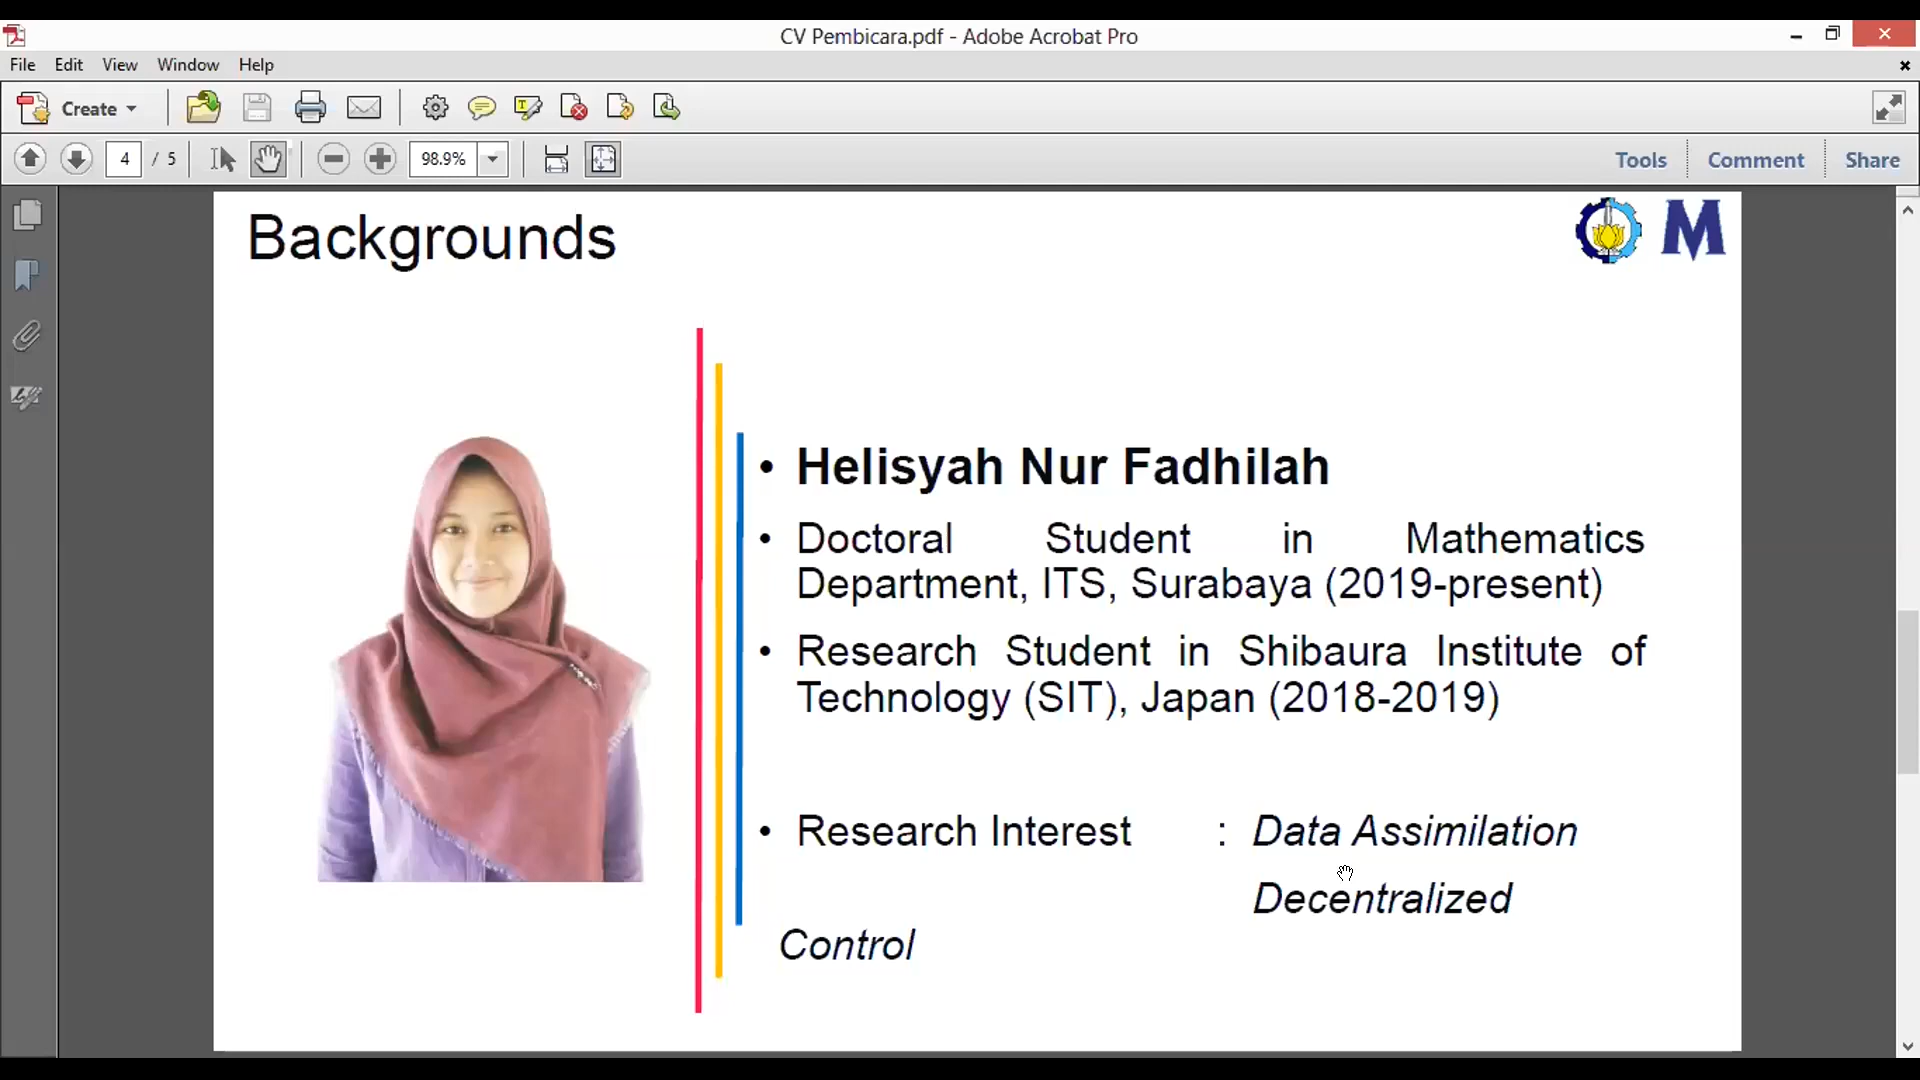 CV Pembicara.pdf - Adobe Acrobat Pro
File Edit View Window Help
Create
4 / 5 98.9% Tools Comment Share
Backgrounds
M
• Helisyah Nur Fadhilah
• Doctoral Student in Mathematics
Department, ITS, Surabaya (2019-present)
• Research Student in Shibaura Institute of
Technology (SIT), Japan (2018-2019)
• Research Interest : Data Assimilation
Decentralized
Control